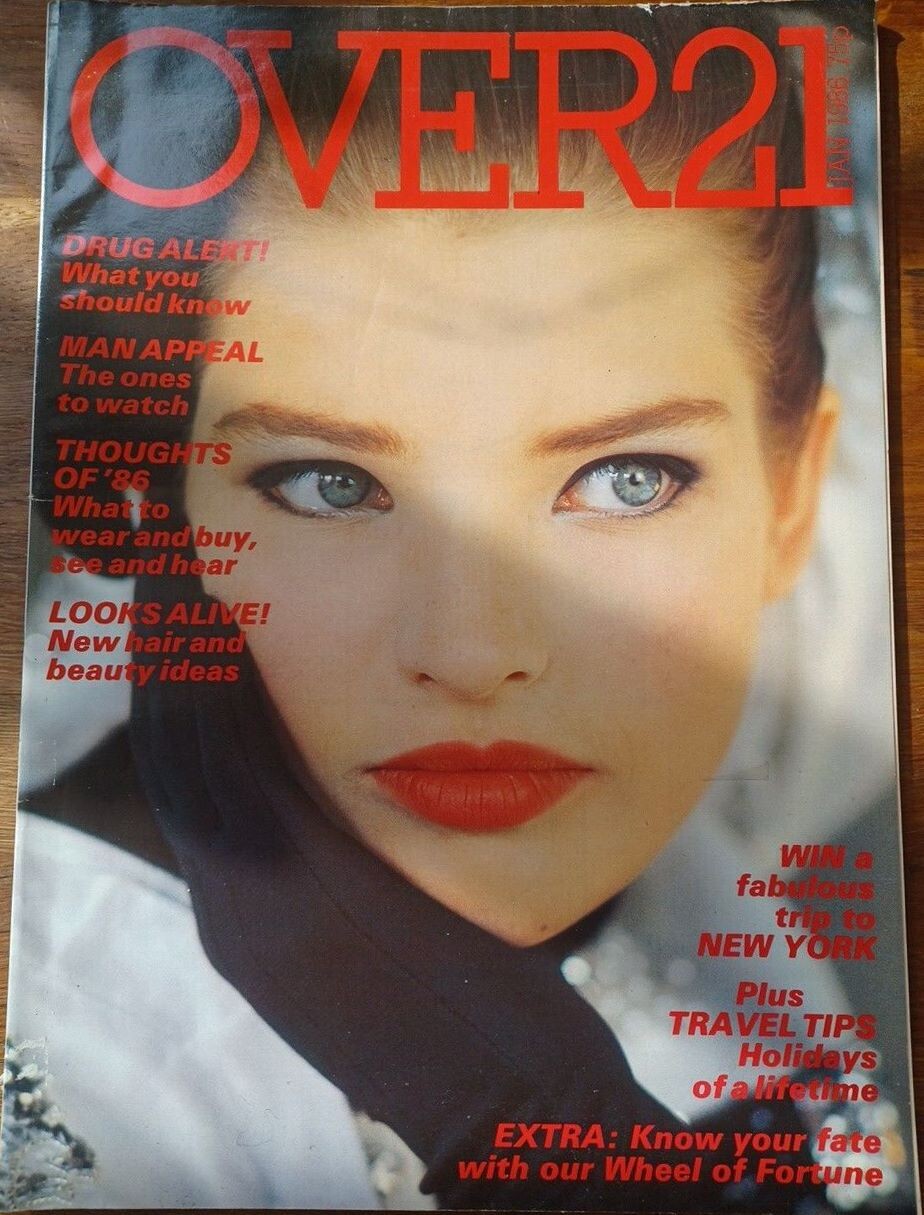 OVER21
JAN 1986 78p
DRUG ALERT!
What you
should know
MAN APPEAL
The ones
to watch
THOUGHTS
OF '86
What to
wear and buy,
see and hear
LOOKS ALIVE!
New hair and
beauty ideas
WIN a
fabulous
trip to
NEW YORK
Plus
TRAVEL TIPS
Holidays
of a lifetime
EXTRA: Know your fate
with our Wheel of Fortune